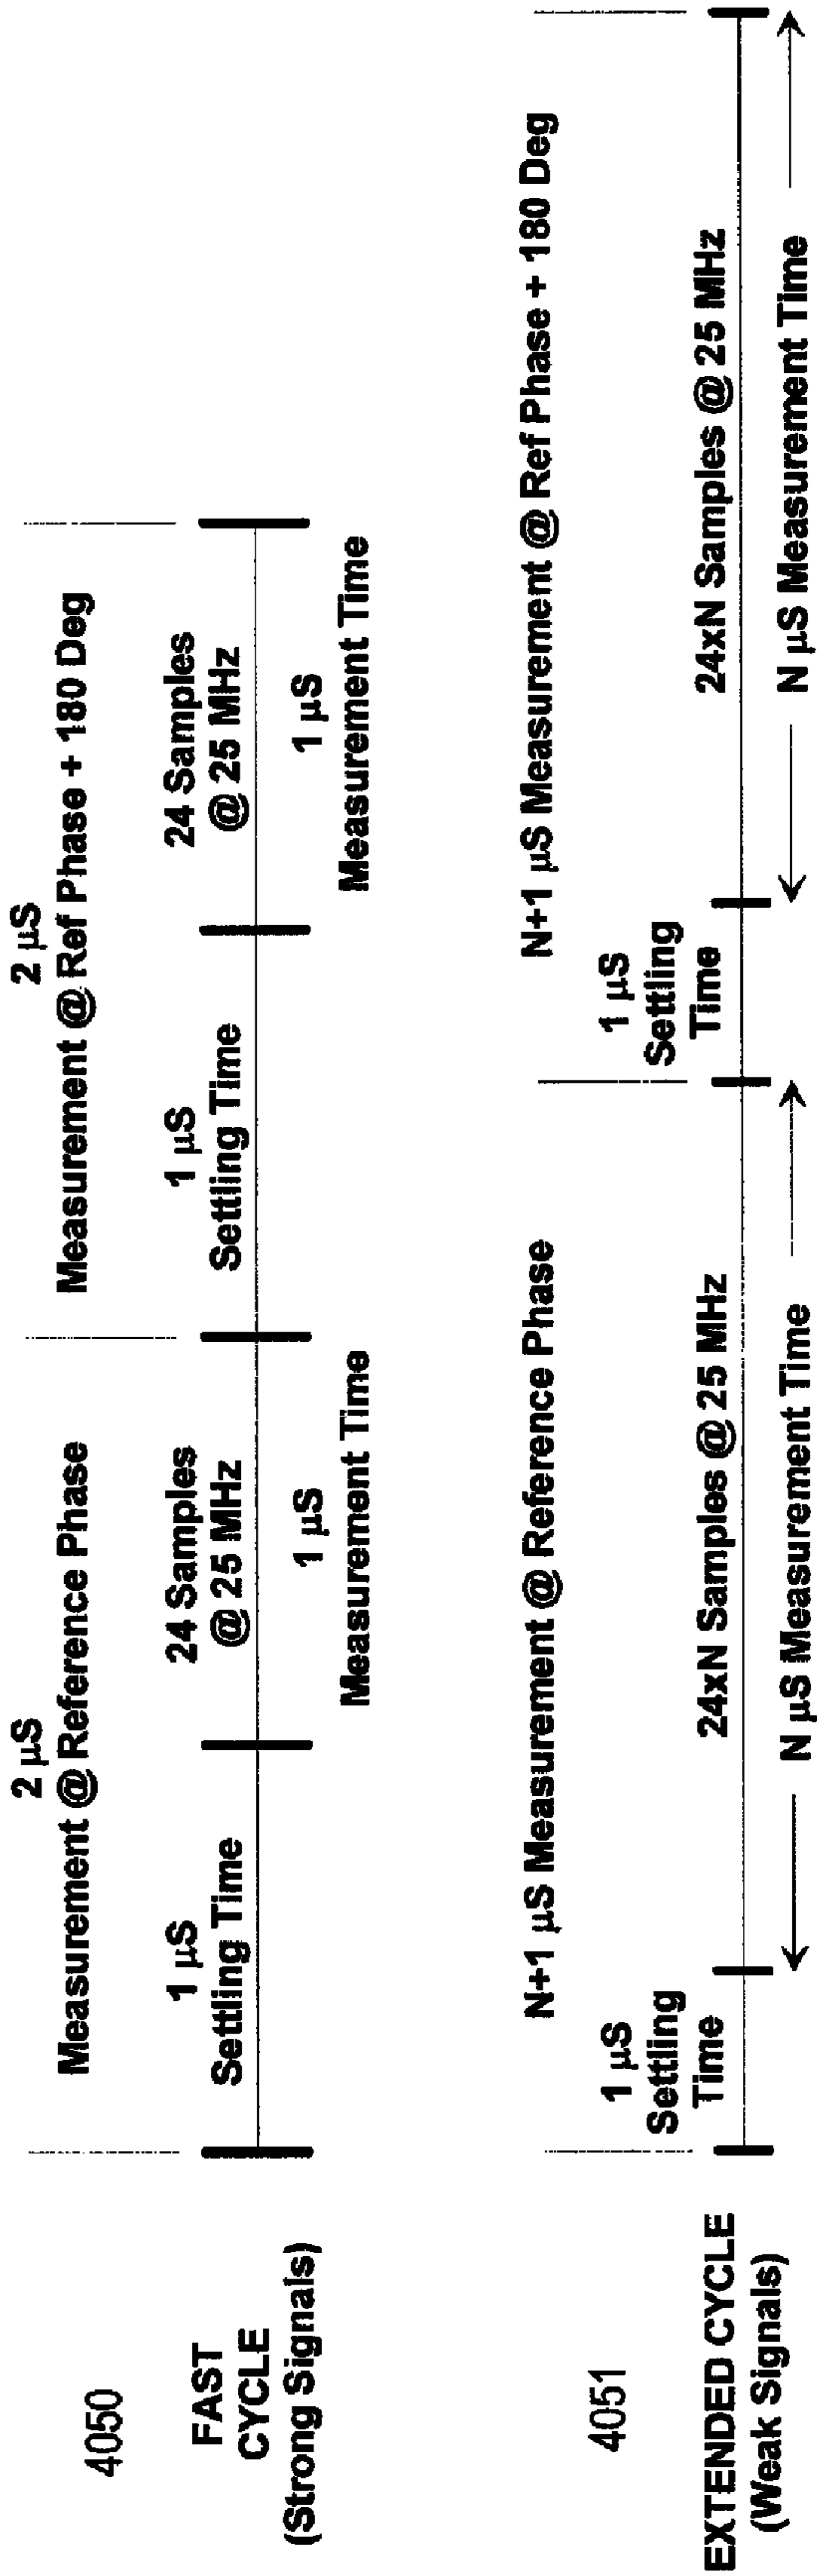 4050
FAST
CYCLE
(Strong Signals)
2 µS
Measurement @ Reference Phase
1 µS
Settling Time
24 Samples
@ 25 MHz
1 µS
Measurement Time
2 µS
Measurement @ Ref Phase + 180 Deg
1 µS
Settling Time
24 Samples
@ 25 MHz
1 µS
Measurement Time
4051
EXTENDED CYCLE
(Weak Signals)
N+1 µS Measurement @ Reference Phase
1 µS
Settling
Time
24xN Samples @ 25 MHz
N µS Measurement Time
N+1 µS Measurement @ Ref Phase + 180 Deg
1 µS
Settling
Time
24xN Samples @ 25 MHz
N µS Measurement Time